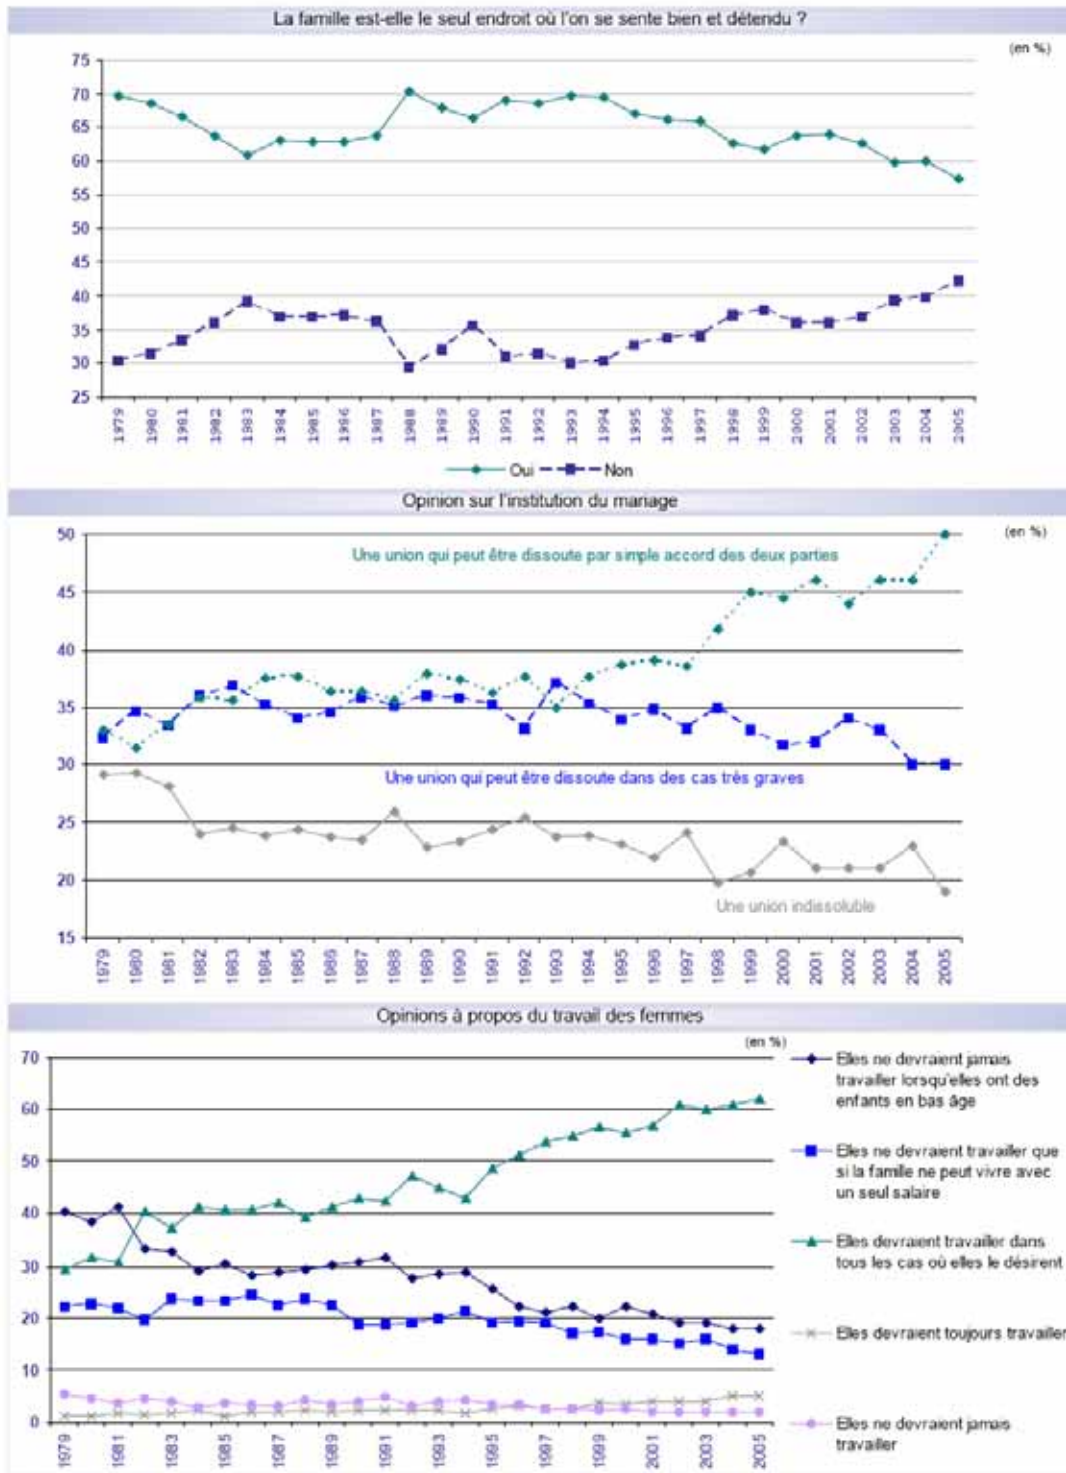 La famille est-elle le seul endroit où l'on se sente bien et détendu ?
(en %)
75
70
65
60
55
50
45
40
35
30
25
1979 1980 1981 1982 1983 1984 1985 1986 1987 1988 1989 1990 1991 1992 1993 1994 1995 1996 1997 1998 1999 2000 2001 2002 2003 2004 2005
Oui Non
Opinion sur l'institution du mariage
(en %)
50
Une union qui peut être dissoute par simple accord des deux parties
45
40
35
30
Une union qui peut être dissoute dans des cas très graves
25
20
Une union indissoluble
15
1979 1980 1981 1982 1983 1984 1985 1986 1987 1988 1989 1990 1991 1992 1993 1994 1995 1996 1997 1998 1999 2000 2001 2002 2003 2004 2005
Opinions à propos du travail des femmes
(en %)
70
60
50
40
30
20
10
0
1979 1981 1983 1985 1987 1989 1991 1993 1995 1997 1999 2001 2003 2005
Elles ne devraient jamais
travailler lorsqu'elles ont des
enfants en bas âge
Elles ne devraient travailler que
si la famille ne peut vivre avec
un seul salaire
Elles devraient travailler dans
tous les cas où elles le désirent
Elles devraient toujours travailler
Elles ne devraient jamais
travailler